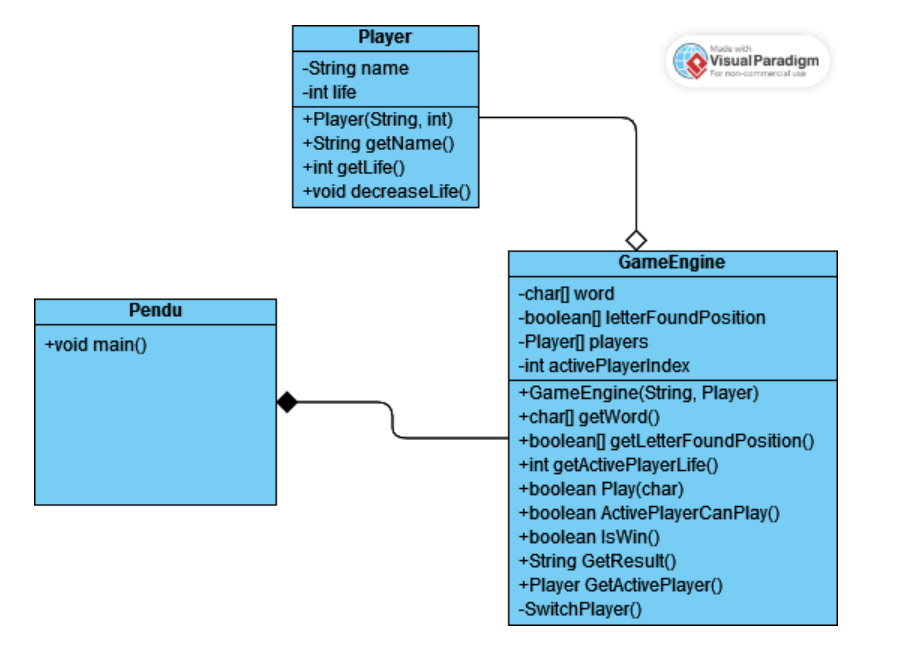 Player
-String name
-int life
+Player(String, int)
+String getName()
+int getLife()
+void decreaseLife()
Made with
Visual Paradigm
For non-commercial use
GameEngine
-char[] word
-boolean[] letterFoundPosition
-Player[] players
-int activePlayerIndex
+GameEngine(String, Player)
+char[] getWord()
+boolean[] getLetterFoundPosition()
+int getActivePlayerLife()
+boolean Play(char)
+boolean ActivePlayerCanPlay()
+boolean IsWin()
+String GetResult()
+Player GetActivePlayer()
-SwitchPlayer()
Pendu
+void main()